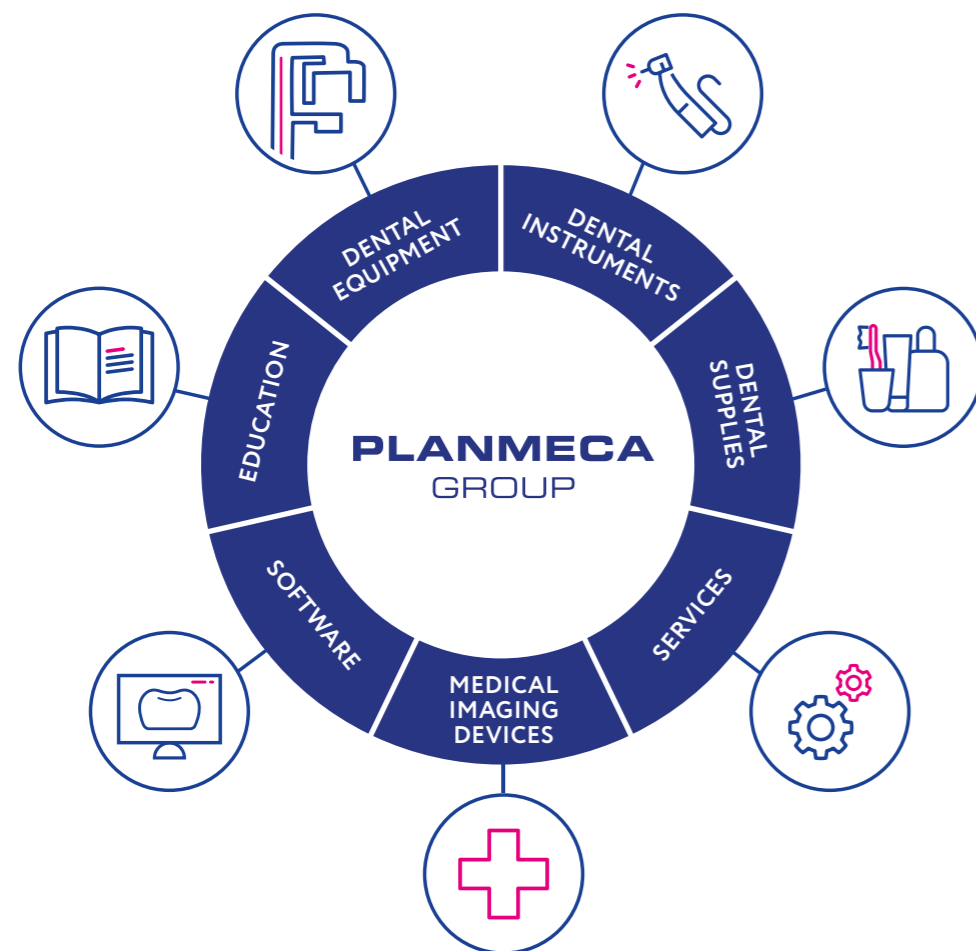 DENTAL
EQUIPMENT
DENTAL
INSTRUMENTS
DENTAL
SUPPLIES
SERVICES
MEDICAL
IMAGING
DEVICES
SOFTWARE
EDUCATION
PLANMECA
GROUP